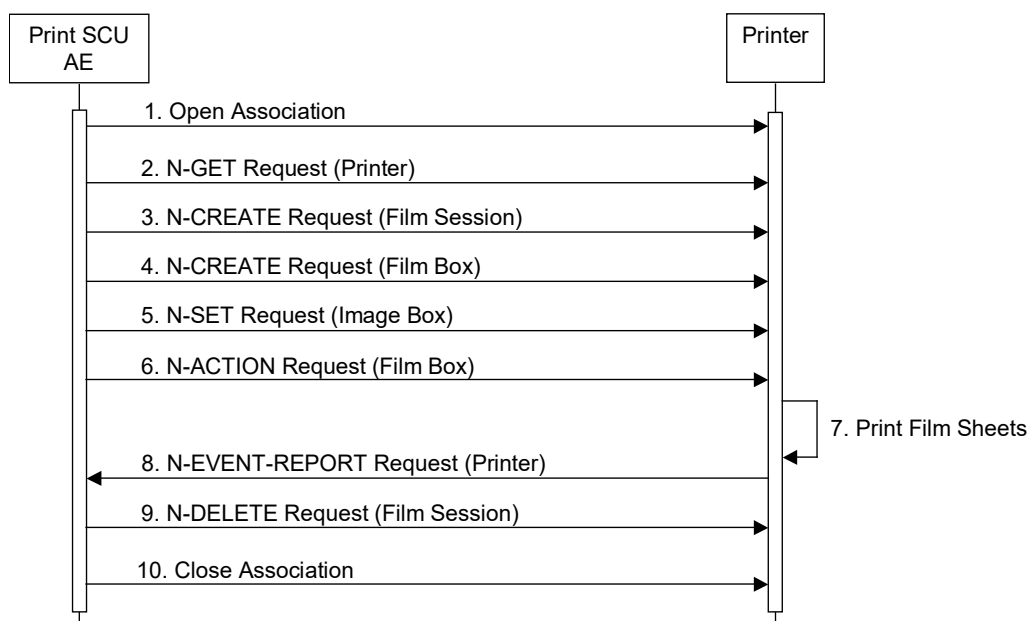 Print SCU
AE
Printer
1. Open Association
2. N-GET Request (Printer)
3. N-CREATE Request (Film Session)
4. N-CREATE Request (Film Box)
5. N-SET Request (Image Box)
6. N-ACTION Request (Film Box)
7. Print Film Sheets
8. N-EVENT-REPORT Request (Printer)
9. N-DELETE Request (Film Session)
10. Close Association